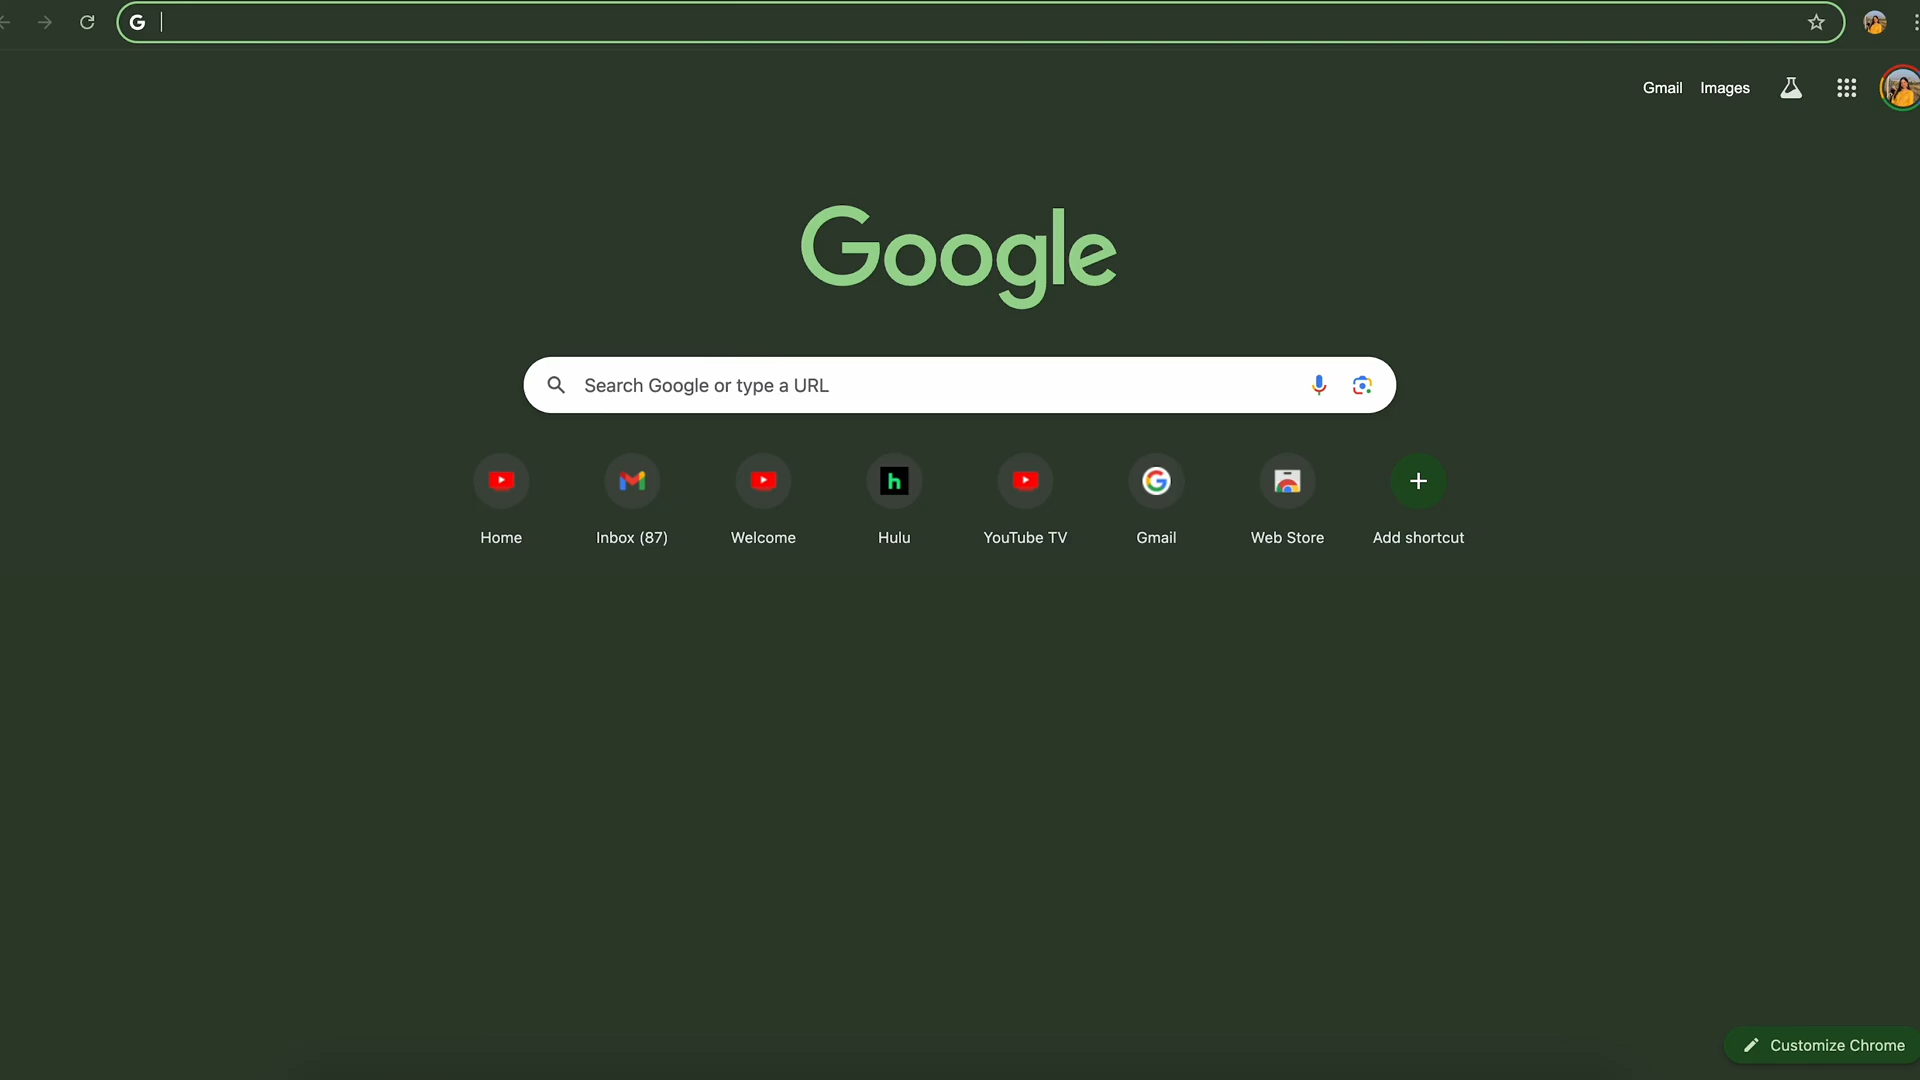 Gmail Images
Google
Search Google or type a URL
Home Inbox (87) Welcome Hulu YouTube TV Gmail Web Store Add shortcut
Customize Chrome